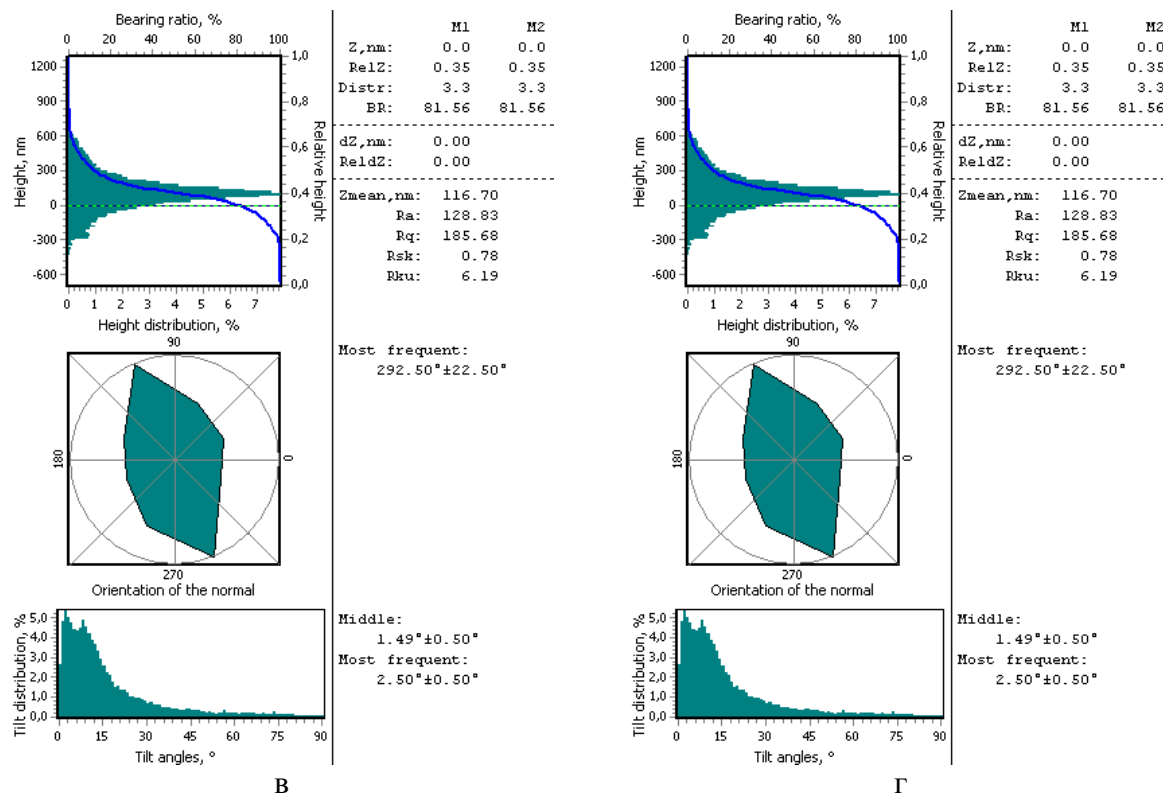 Bearing ratio, %
0 20 40 60 80 100
1200
900
600
300
0
-300
-600
Height, nm
1,0
0,8
0,6
0,4
0,2
0,0
Relative height
0 1 2 3 4 5 6 7
Height distribution, %
M1 M2
Z,nm: 0.0 0.0
RelZ: 0.35 0.35
Distr: 3.3 3.3
BR: 81.56 81.56
dZ,nm: 0.00
ReldZ: 0.00
Zmean,nm: 116.70
Ra: 128.83
Rq: 185.68
Rsk: 0.78
Rku: 6.19
90
180
0
270
Orientation of the normal
Most frequent:
292.50°±22.50°
Tilt distribution, %
5,0
4,0
3,0
2,0
1,0
0,0
0 15 30 45 60 75 90
Tilt angles, °
Middle:
1.49°±0.50°
Most frequent:
2.50°±0.50°
В
Bearing ratio, %
0 20 40 60 80 100
1200
900
600
300
0
-300
-600
Height, nm
1,0
0,8
0,6
0,4
0,2
0,0
Relative height
0 1 2 3 4 5 6 7
Height distribution, %
M1 M2
Z,nm: 0.0 0.0
RelZ: 0.35 0.35
Distr: 3.3 3.3
BR: 81.56 81.56
dZ,nm: 0.00
ReldZ: 0.00
Zmean,nm: 116.70
Ra: 128.83
Rq: 185.68
Rsk: 0.78
Rku: 6.19
90
180
0
270
Orientation of the normal
Most frequent:
292.50°±22.50°
Tilt distribution, %
5,0
4,0
3,0
2,0
1,0
0,0
0 15 30 45 60 75 90
Tilt angles, °
Middle:
1.49°±0.50°
Most frequent:
2.50°±0.50°
Г